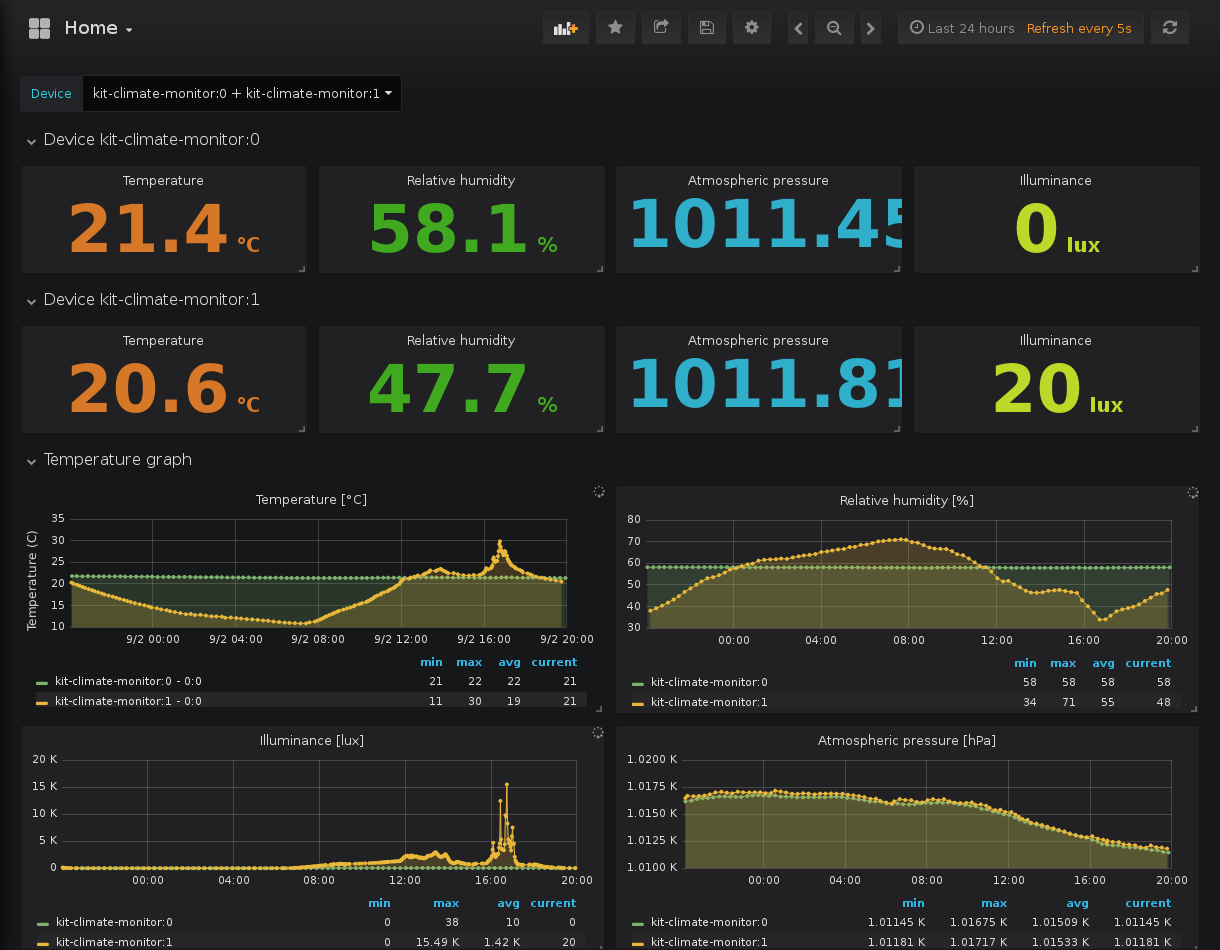 Home
Last 24 hours Refresh every 5s
Device kit-climate-monitor:0 + kit-climate-monitor:1
Device kit-climate-monitor:0
Temperature Relative humidity Atmospheric pressure Illuminance
21.4 °C 58.1 % 1011.45 0 lux
Device kit-climate-monitor:1
Temperature Relative humidity Atmospheric pressure Illuminance
20.6 °C 47.7 % 1011.81 20 lux
Temperature graph
Temperature [°C]
Temperature (C)
35
30
25
20
15
10
9/2 00:00 9/2 04:00 9/2 08:00 9/2 12:00 9/2 16:00 9/2 20:00
min max avg current
kit-climate-monitor:0 - 0:0 21 22 22 21
kit-climate-monitor:1 - 0:0 11 30 19 21
Relative humidity [%]
80
70
60
50
40
30
00:00 04:00 08:00 12:00 16:00 20:00
min max avg current
kit-climate-monitor:0 58 58 58 58
kit-climate-monitor:1 34 71 55 48
Illuminance [lux]
20 K
15 K
10 K
5 K
0
00:00 04:00 08:00 12:00 16:00 20:00
min max avg current
kit-climate-monitor:0 0 38 10 0
kit-climate-monitor:1 0 15.49 K 1.42 K 20
Atmospheric pressure [hPa]
1.0200 K
1.0175 K
1.0150 K
1.0125 K
1.0100 K
00:00 04:00 08:00 12:00 16:00 20:00
min max avg current
kit-climate-monitor:0 1.01145 K 1.01675 K 1.01509 K 1.01145 K
kit-climate-monitor:1 1.01181 K 1.01717 K 1.01533 K 1.01181 K